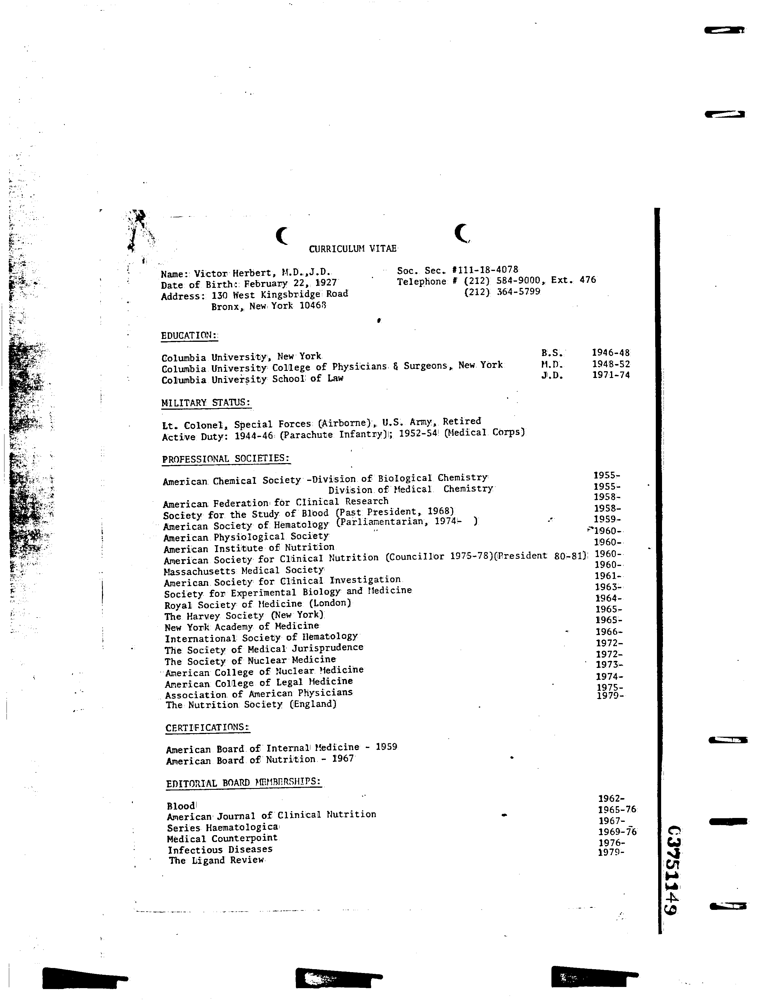 CURRICULUM VITAE
Name: Victor Herbert, M.D.,J.D. Soc. Sec. #111-18-4078
Date of Birth: February 22, 1927 Telephone # (212) 584-9000, Ext. 476
Address: 130 West Kingsbridge Road (212) 364-5799
Bronx, New York 10468
EDUCATION:
Columbia University, New York B.S. 1946-48
Columbia University College of Physicians & Surgeons, New York M.D. 1948-52
Columbia University School of Law J.D. 1971-74
MILITARY STATUS:
Lt. Colonel, Special Forces (Airborne), U.S. Army, Retired
Active Duty: 1944-46 (Parachute Infantry); 1952-54 (Medical Corps)
PROFESSIONAL SOCIETIES:
American Chemical Society -Division of Biological Chemistry 1955-
Division of Medical Chemistry 1955-
American Federation for Clinical Research 1958-
Society for the Study of Blood (Past President, 1968) 1958-
American Society of Hematology (Parliamentarian, 1974- ) 1959-
American Physiological Society 1960-
American Institute of Nutrition 1960-
American Society for Clinical Nutrition (Councillor 1975-78)(President 80-81) 1960-
Massachusetts Medical Society 1960-
American Society for Clinical Investigation 1961-
Society for Experimental Biology and Medicine 1963-
Royal Society of Medicine (London) 1964-
The Harvey Society (New York) 1965-
New York Academy of Medicine 1965-
International Society of Hematology 1966-
The Society of Medical Jurisprudence 1972-
The Society of Nuclear Medicine 1972-
American College of Nuclear Medicine 1973-
American College of Legal Medicine 1974-
Association of American Physicians 1975-
The Nutrition Society (England) 1979-
CERTIFICATIONS:
American Board of Internal Medicine - 1959
American Board of Nutrition - 1967
EDITORIAL BOARD MEMBERSHIPS:
Blood 1962-
American Journal of Clinical Nutrition 1965-76
Series Haematologica 1967-
Medical Counterpoint 1969-76
Infectious Diseases 1976-
The Ligand Review 1979-
C3751149